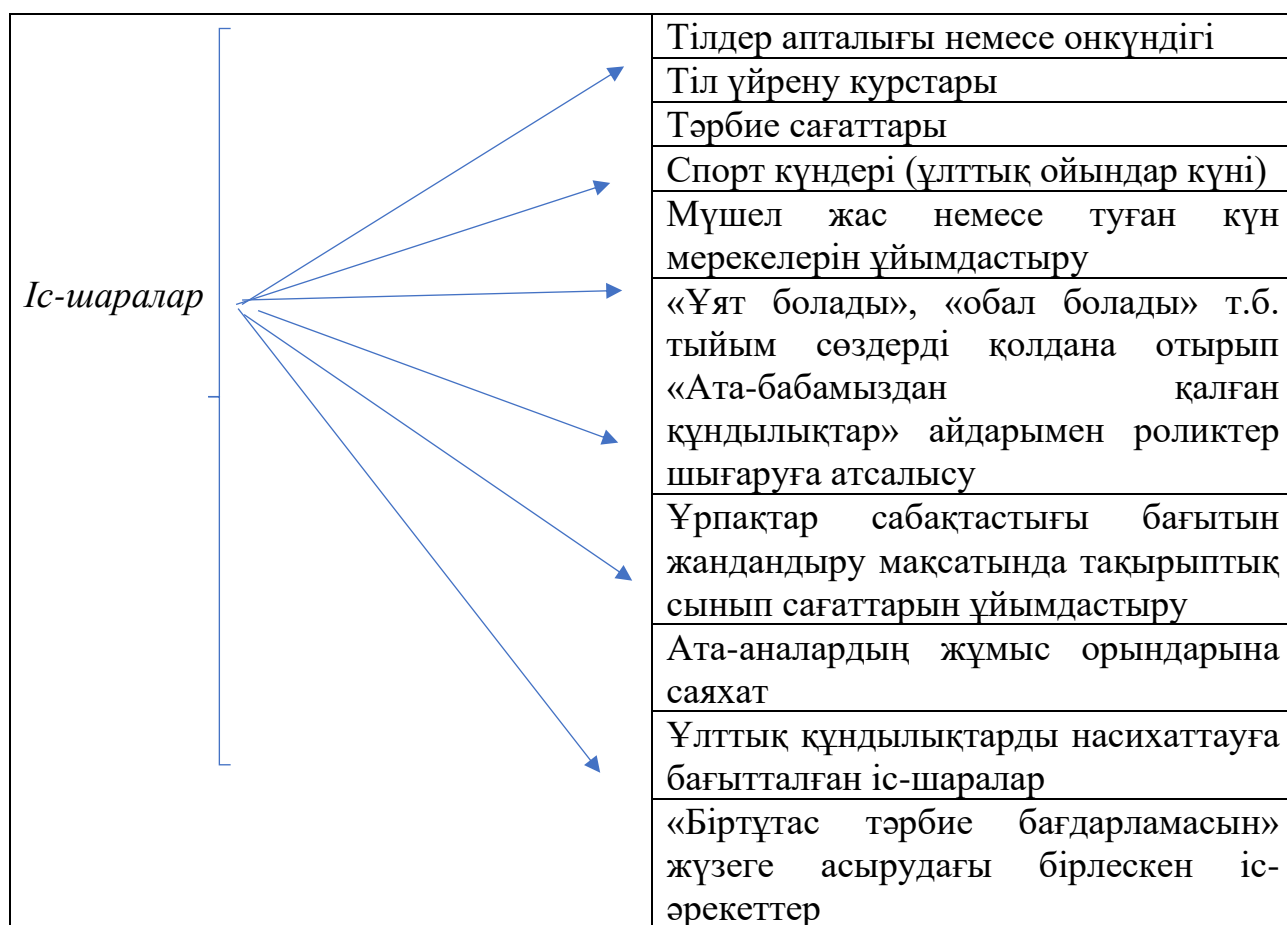 Іс-шаралар
Тілдер апталығы немесе онкүндігі
Тіл үйрену курстары
Тәрбие сағаттары
Спорт күндері (ұлттық ойындар күні)
Мүшел жас немесе туған күн
мерекелерін ұйымдастыру
«Ұят болады», «обал болады» т.б.
тыйым сөздерді қолдана отырып
«Ата-бабамыздан қалған
құндылықтар» айдарымен роликтер
шығаруға атсалысу
Ұрпақтар сабақтастығы бағытын
жандандыру мақсатында тақырыптық
сынып сағаттарын ұйымдастыру
Ата-аналардың жұмыс орындарына
саяхат
Ұлттық құндылықтарды насихаттауға
бағытталған іс-шаралар
«Біртұтас тәрбие бағдарламасын»
жүзеге асырудағы бірлескен іс-
әрекеттер